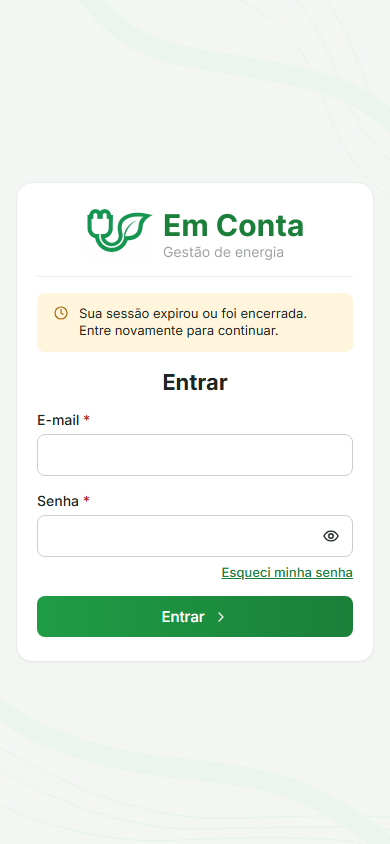 Em Conta
Gestão de energia
Sua sessão expirou ou foi encerrada.
Entre novamente para continuar.
Entrar
E-mail *
Senha *
Esqueci minha senha
Entrar